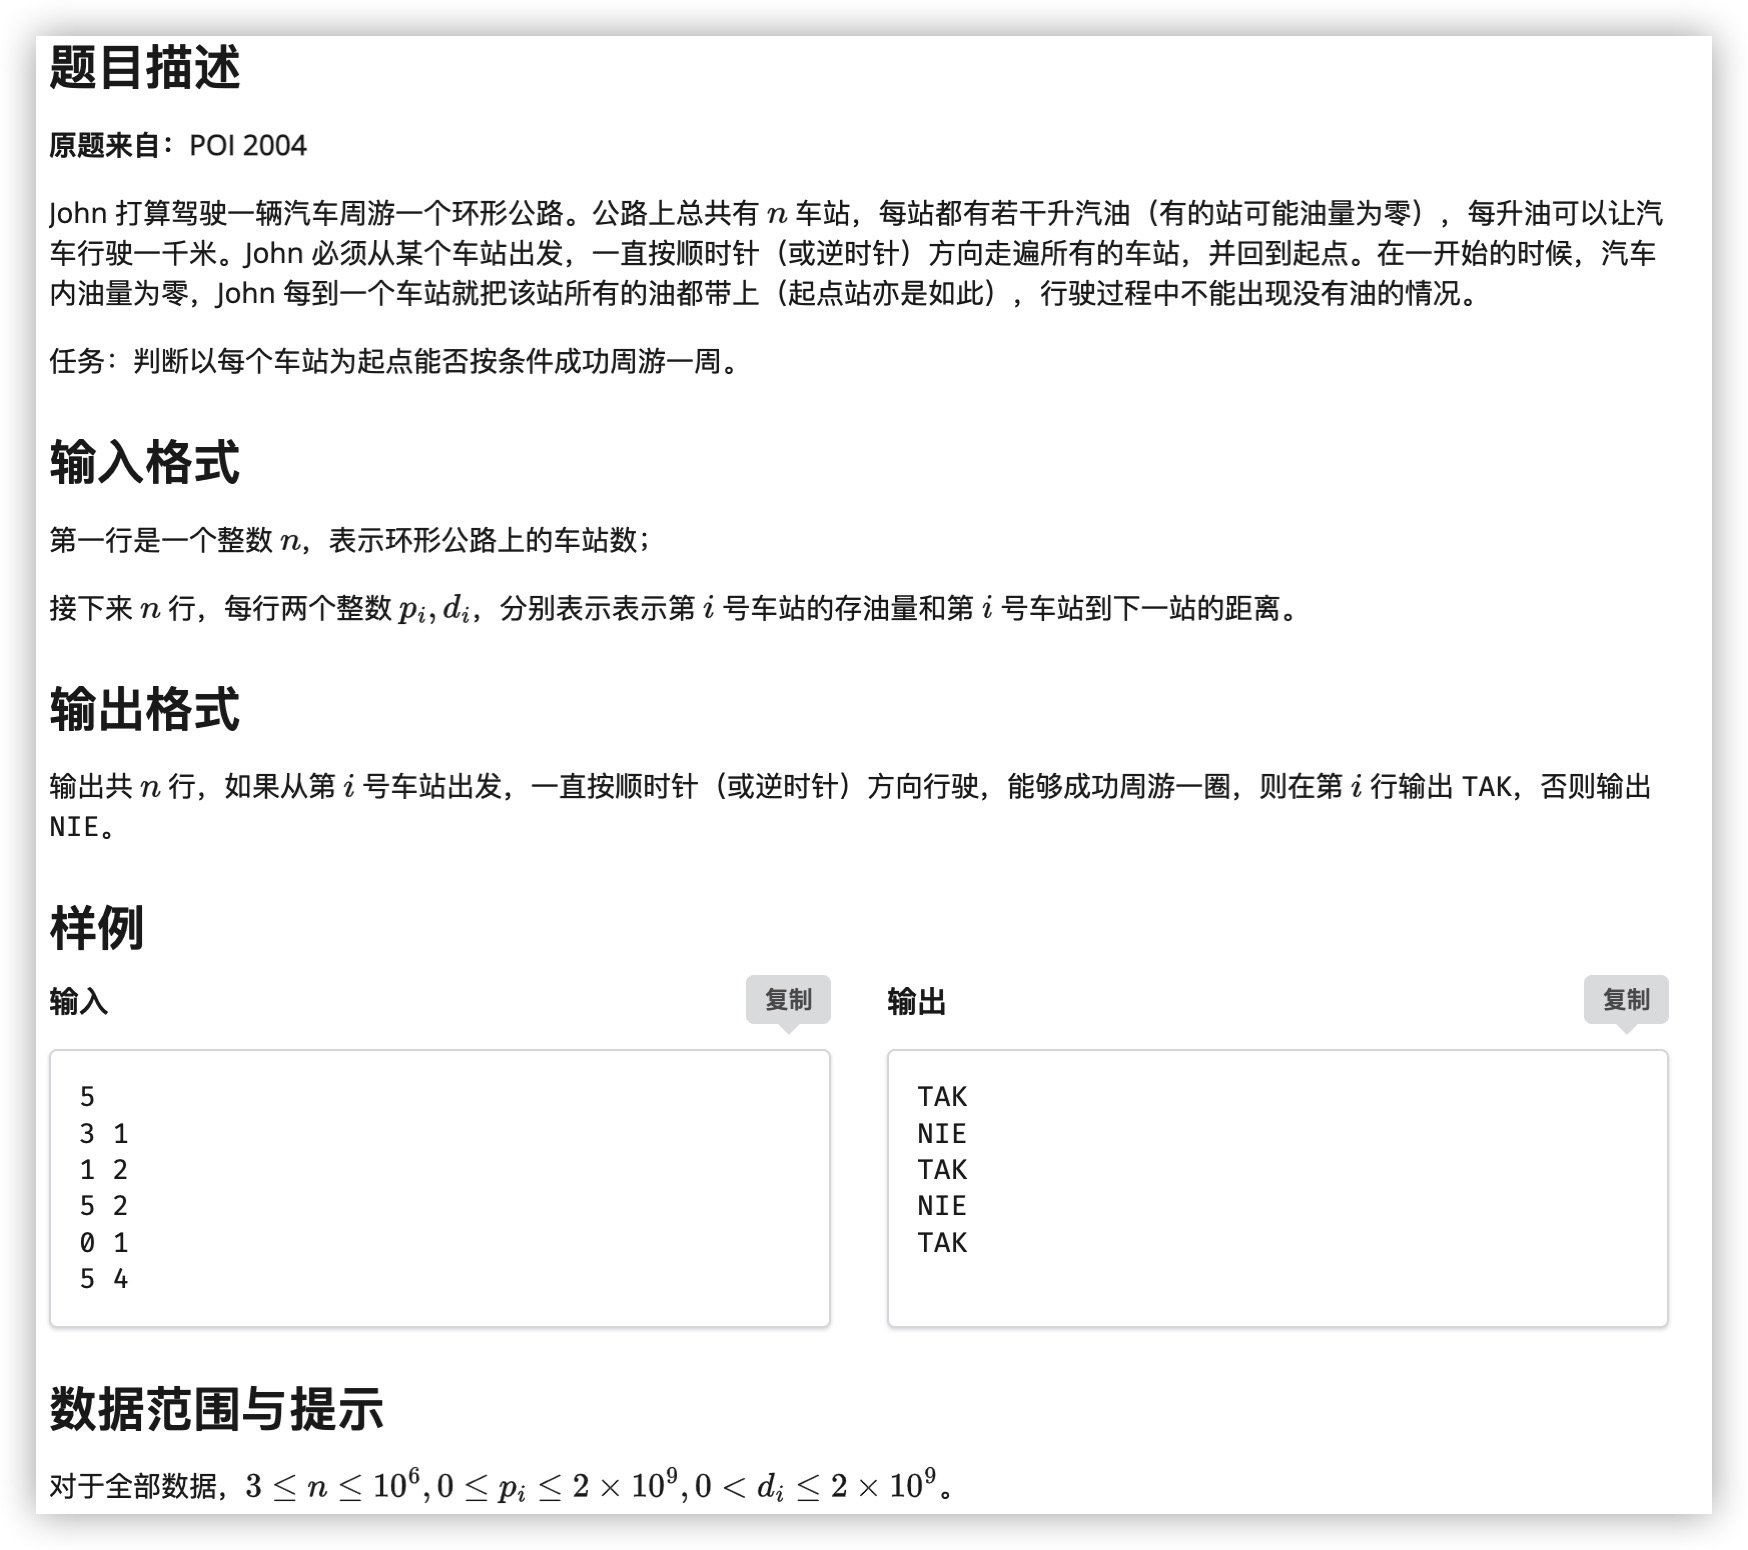 题目描述
原题来自：POI 2004
John 打算驾驶一辆汽车周游一个环形公路。公路上总共有 n 车站，每站都有若干升汽油（有的站可能油量为零），每升油可以让汽
车行驶一千米。John 必须从某个车站出发，一直按顺时针（或逆时针）方向走遍所有的车站，并回到起点。在一开始的时候，汽车
内油量为零，John 每到一个车站就把该站所有的油都带上（起点站亦是如此），行驶过程中不能出现没有油的情况。
任务：判断以每个车站为起点能否按条件成功周游一周。
输入格式
第一行是一个整数 n，表示环形公路上的车站数；
接下来 n 行，每行两个整数 p_i, d_i，分别表示表示第 i 号车站的存油量和第 i 号车站到下一站的距离。
输出格式
输出共 n 行，如果从第 i 号车站出发，一直按顺时针（或逆时针）方向行驶，能够成功周游一圈，则在第 i 行输出 TAK，否则输出
NIE。
样例
输入
复制
5
3 1
1 2
5 2
0 1
5 4
输出
复制
TAK
NIE
TAK
NIE
TAK
数据范围与提示
对于全部数据，3 ≤ n ≤ 10^6, 0 ≤ p_i ≤ 2 × 10^9, 0 < d_i ≤ 2 × 10^9。